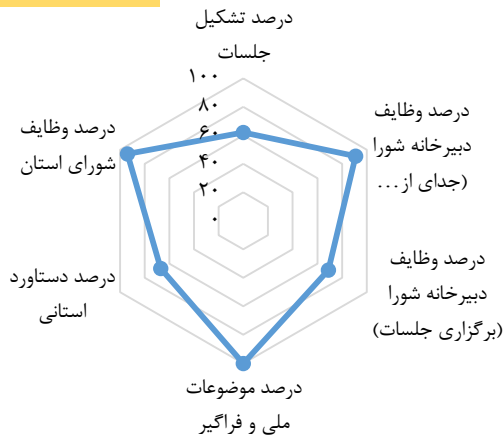 درصد تشکیل
جلسات
۱۰۰
۸۰
۶۰
۴۰
۲۰
۰
درصد وظایف
دبیرخانه شورا
(جدای از...
درصد وظایف
دبیرخانه شورا
(برگزاری جلسات)
درصد موضوعات
ملی و فراگیر
درصد دستاورد
استانی
درصد وظایف
شورای استان